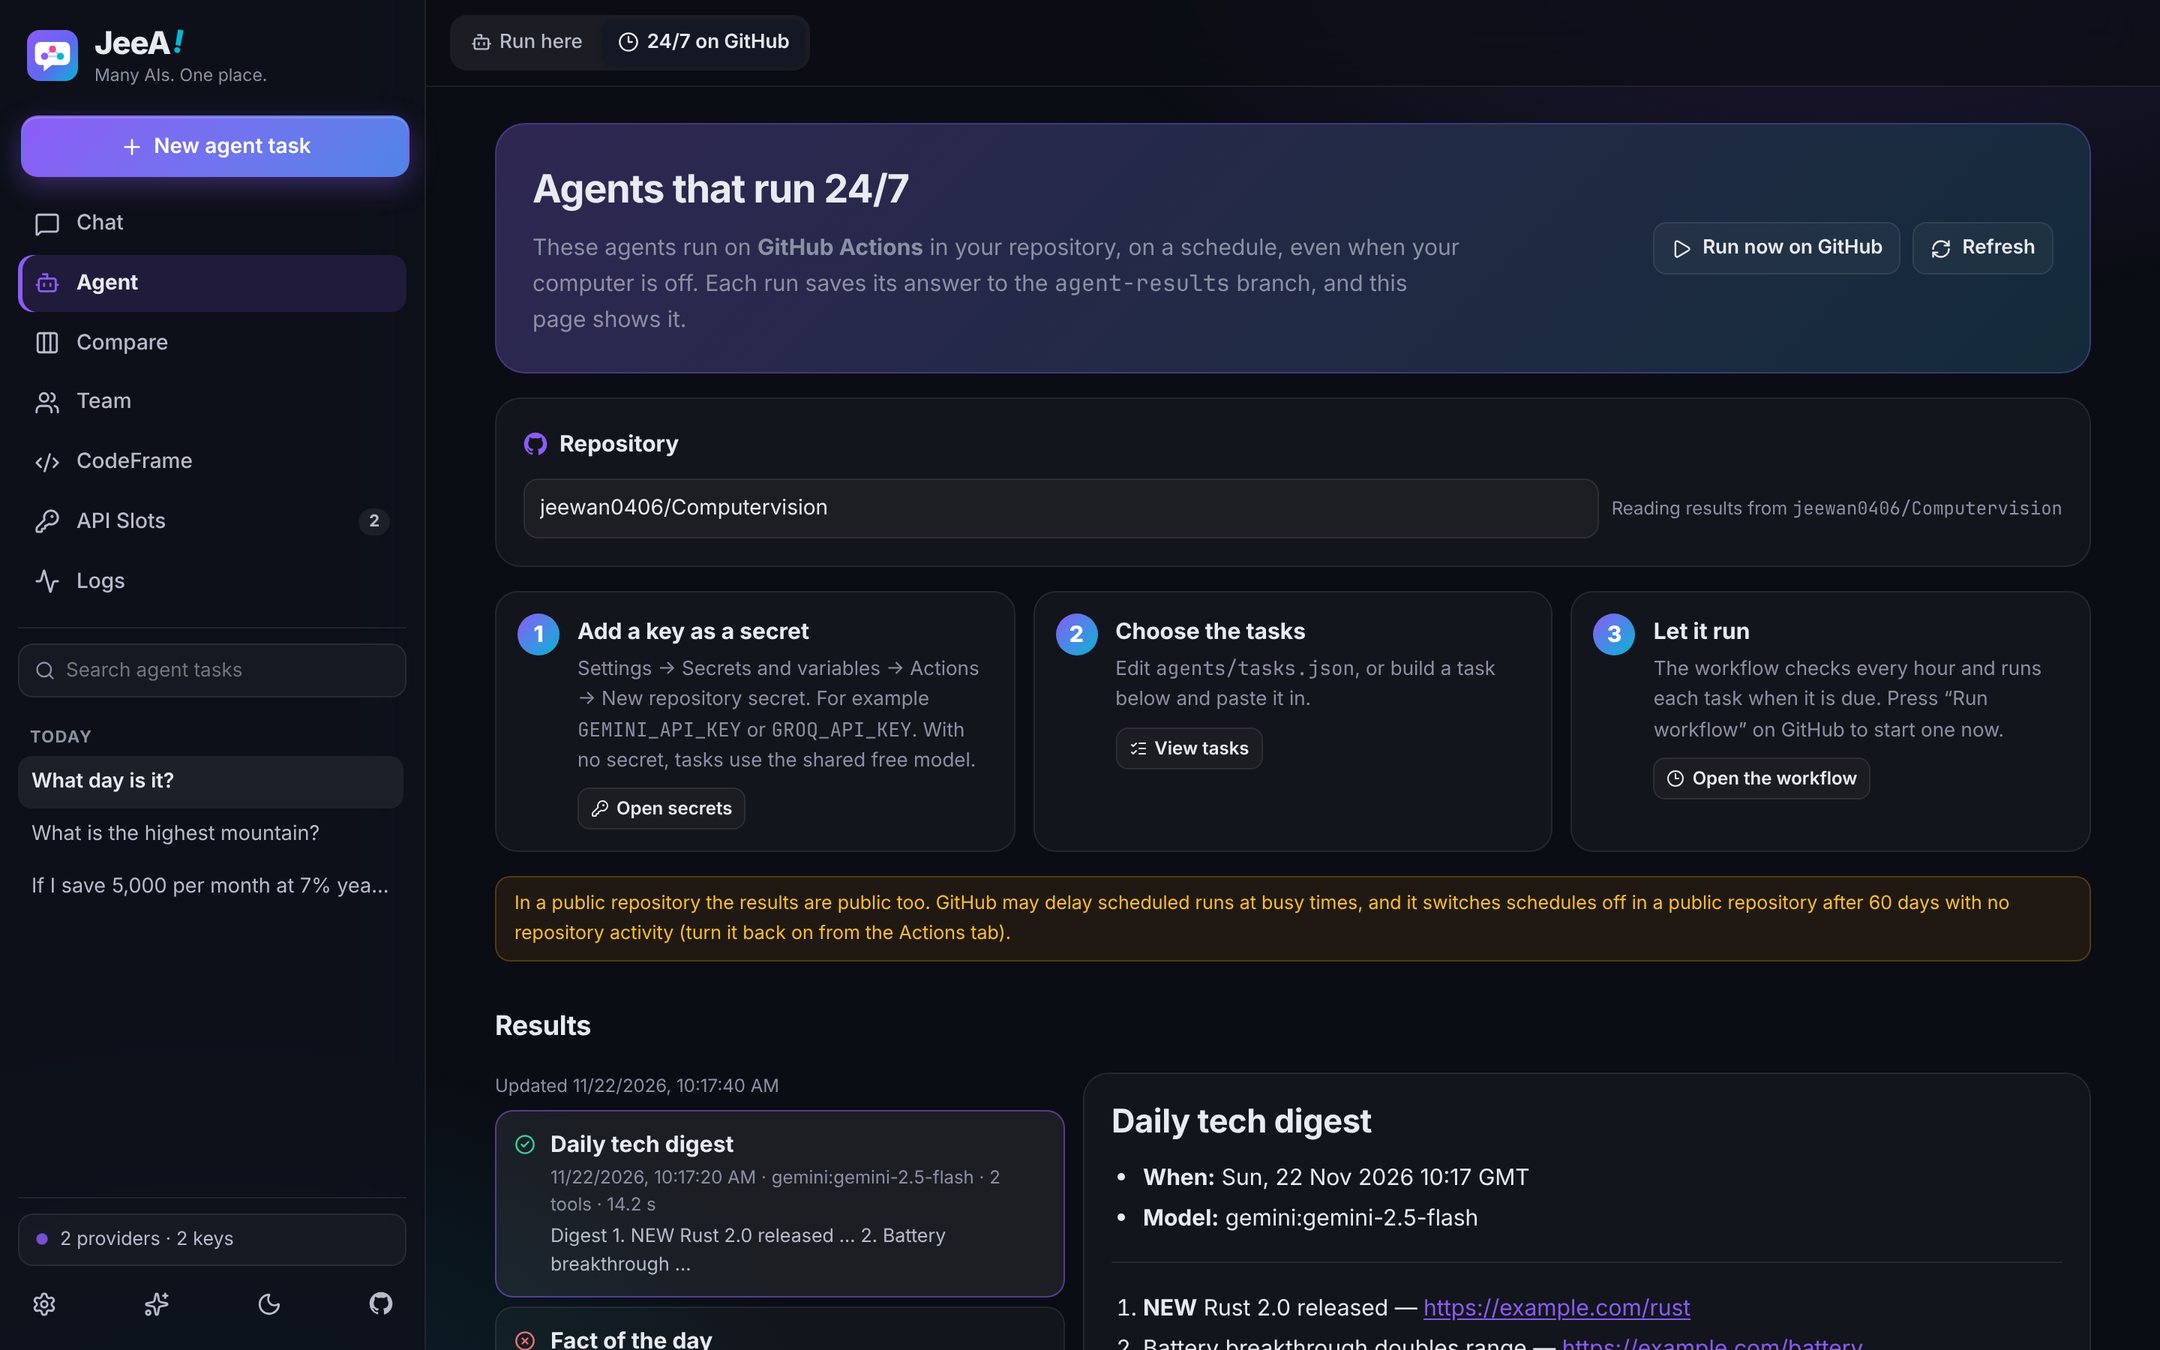 JeeA!
Many AIs. One place.
New agent task
Chat
Agent
Compare
Team
CodeFrame
API Slots
2
Logs
Search agent tasks
TODAY
What day is it?
What is the highest mountain?
If I save 5,000 per month at 7% yea...
2 providers · 2 keys
Run here
24/7 on GitHub
Agents that run 24/7
These agents run on GitHub Actions in your repository, on a schedule, even when your
computer is off. Each run saves its answer to the agent-results branch, and this
page shows it.
Run now on GitHub
Refresh
Repository
jeewan0406/Computervision
Reading results from jeewan0406/Computervision
1
Add a key as a secret
Settings → Secrets and variables → Actions
→ New repository secret. For example
GEMINI_API_KEY or GROQ_API_KEY. With
no secret, tasks use the shared free model.
Open secrets
2
Choose the tasks
Edit agents/tasks.json, or build a task
below and paste it in.
View tasks
3
Let it run
The workflow checks every hour and runs
each task when it is due. Press “Run
workflow” on GitHub to start one now.
Open the workflow
In a public repository the results are public too. GitHub may delay scheduled runs at busy times, and it switches schedules off in a public repository after 60 days with no
repository activity (turn it back on from the Actions tab).
Results
Updated 11/22/2026, 10:17:40 AM
Daily tech digest
11/22/2026, 10:17:20 AM · gemini:gemini-2.5-flash · 2
tools · 14.2 s
Digest 1. NEW Rust 2.0 released ... 2. Battery
breakthrough ...
Fact of the day
Daily tech digest
• When: Sun, 22 Nov 2026 10:17 GMT
• Model: gemini:gemini-2.5-flash
1. NEW Rust 2.0 released — https://example.com/rust
2. Battery breakthrough doubles range — https://example.com/battery